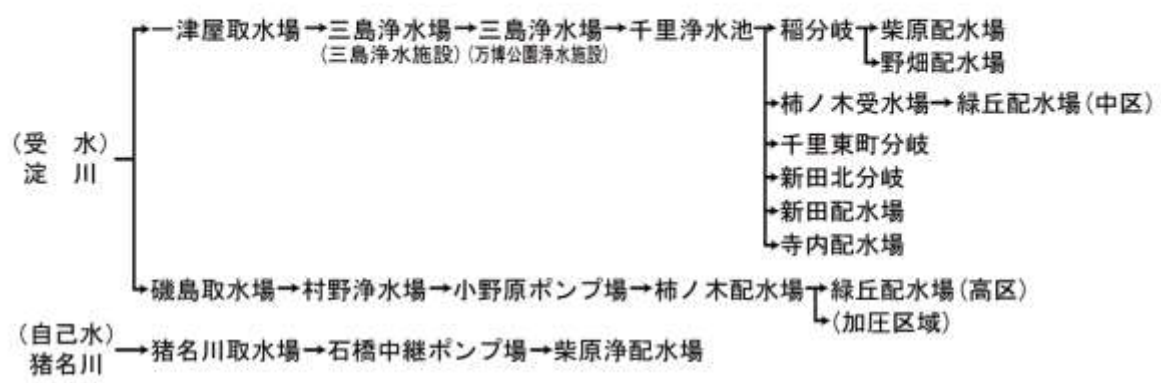 一津屋取水場→三島浄水場→三島浄水場→千里浄水池→稲分岐→柴原配水場
(三島浄水施設)(万博公園浄水施設)
→野畑配水場
→柿ノ木受水場→緑丘配水場(中区)
(受 水)
淀 川
→千里東町分岐
→新田北分岐
→新田配水場
→寺内配水場
→磯島取水場→村野浄水場→小野原ポンプ場→柿ノ木配水場→緑丘配水場(高区)
→(加圧区域)
(自己水)
猪名川
→猪名川取水場→石橋中継ポンプ場→柴原浄配水場